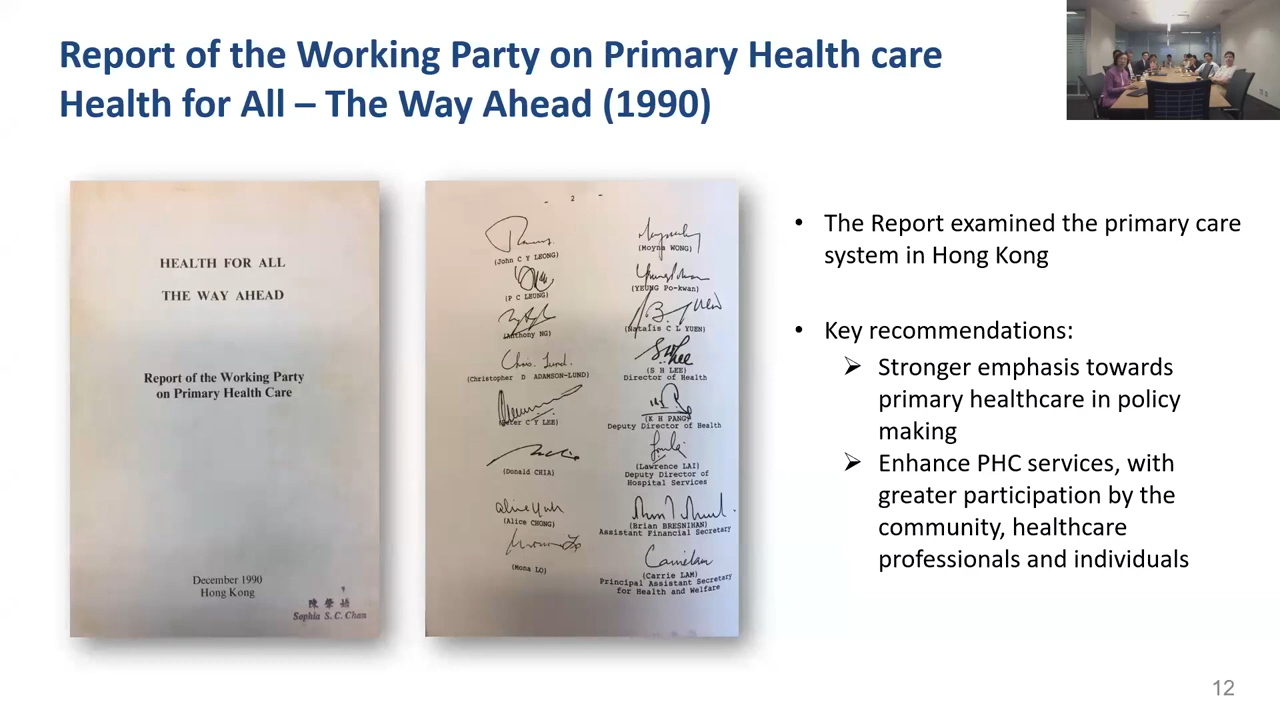 Report of the Working Party on Primary Health care
Health for All – The Way Ahead (1990)
HEALTH FOR ALL
THE WAY AHEAD
Report of the Working Party
on Primary Health Care
December 1990
Hong Kong
陳肇始
Sophia S. C. Chan
- 2 -
(John C Y LEONG)
(P C LEUNG)
(Anthony NG)
(Christopher D ADAMSON-LUND)
(Peter C Y LEE)
(Donald CHIA)
(Alice CHONG)
(Mona LO)
(Moyna WONG)
(YEUNG Po-kwan)
(Natalis C L YUEN)
(S H LEE)
Director of Health
(K H PANG)
Deputy Director of Health
(Lawrence LAI)
Deputy Director of
Hospital Services
(Brian BRESNIHAN)
Assistant Financial Secretary
(Carrie LAM)
Principal Assistant Secretary
for Health and Welfare
• The Report examined the primary care
system in Hong Kong
• Key recommendations:
➢ Stronger emphasis towards
primary healthcare in policy
making
➢ Enhance PHC services, with
greater participation by the
community, healthcare
professionals and individuals
12